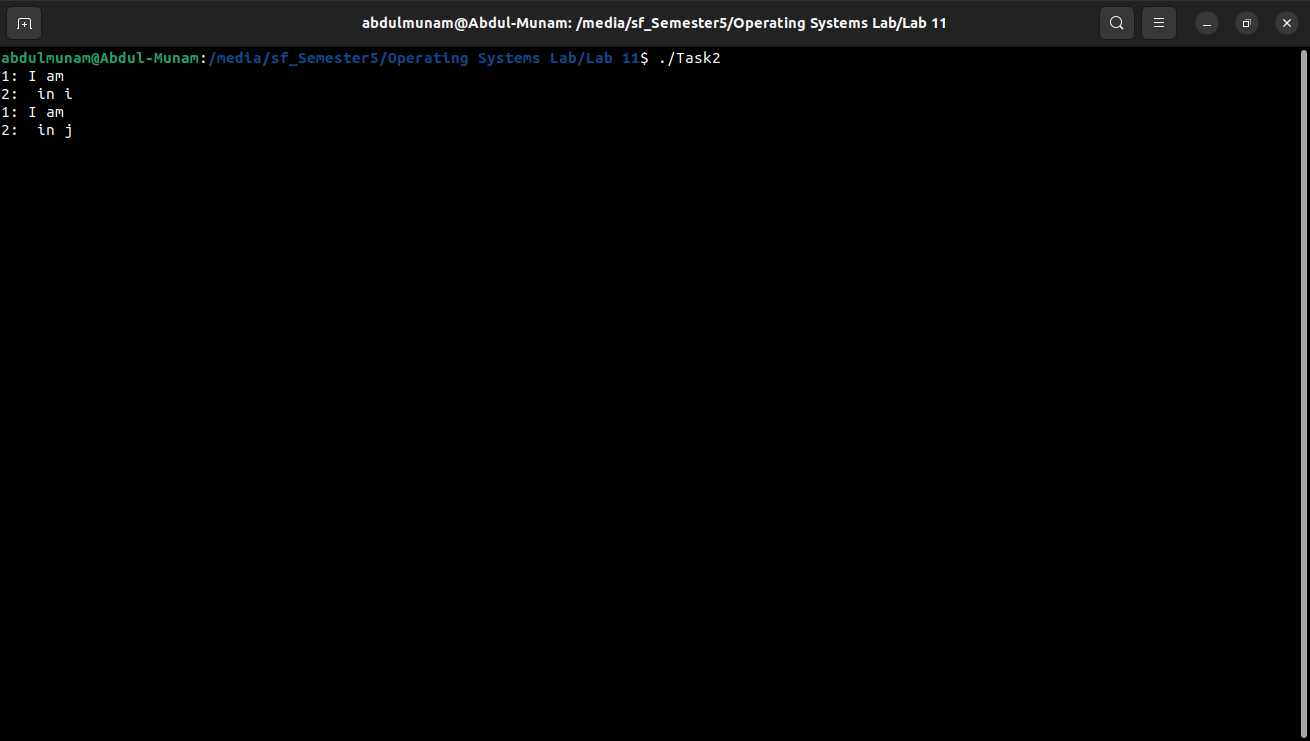 abdulmunam@Abdul-Munam: /media/sf_Semester5/Operating Systems Lab/Lab 11
abdulmunam@Abdul-Munam:/media/sf_Semester5/Operating Systems Lab/Lab 11$ ./Task2
1: I am
2:  in i
1: I am
2:  in j